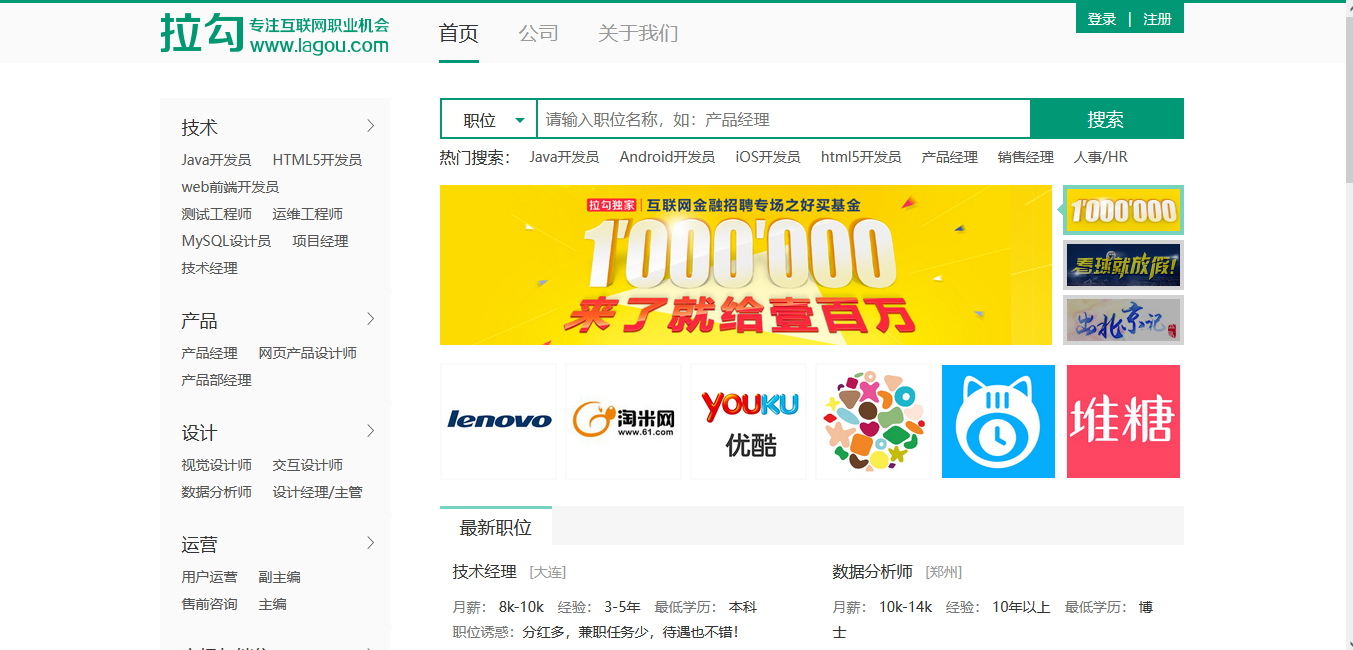 拉勾 专注互联网职业机会
www.lagou.com
首页 公司 关于我们
登录 | 注册
技术
Java开发员 HTML5开发员
web前端开发员
测试工程师 运维工程师
MySQL设计员 项目经理
技术经理
产品
产品经理 网页产品设计师
产品部经理
设计
视觉设计师 交互设计师
数据分析师 设计经理/主管
运营
用户运营 副主编
售前咨询 主编
职位 请输入职位名称，如：产品经理 搜索
热门搜索： Java开发员 Android开发员 iOS开发员 html5开发员 产品经理 销售经理 人事/HR
拉勾独家 互联网金融招聘专场之好买基金
1'000'000
来了就给壹百万
1'000'000
看球就放假!
出北京记
lenovo
淘米网
www.61.com
YOUKU
优酷
堆糖
最新职位
技术经理 [大连]
月薪： 8k-10k 经验： 3-5年 最低学历： 本科
职位诱惑：分红多，兼职任务少，待遇也不错！
数据分析师 [郑州]
月薪： 10k-14k 经验： 10年以上 最低学历： 博
士